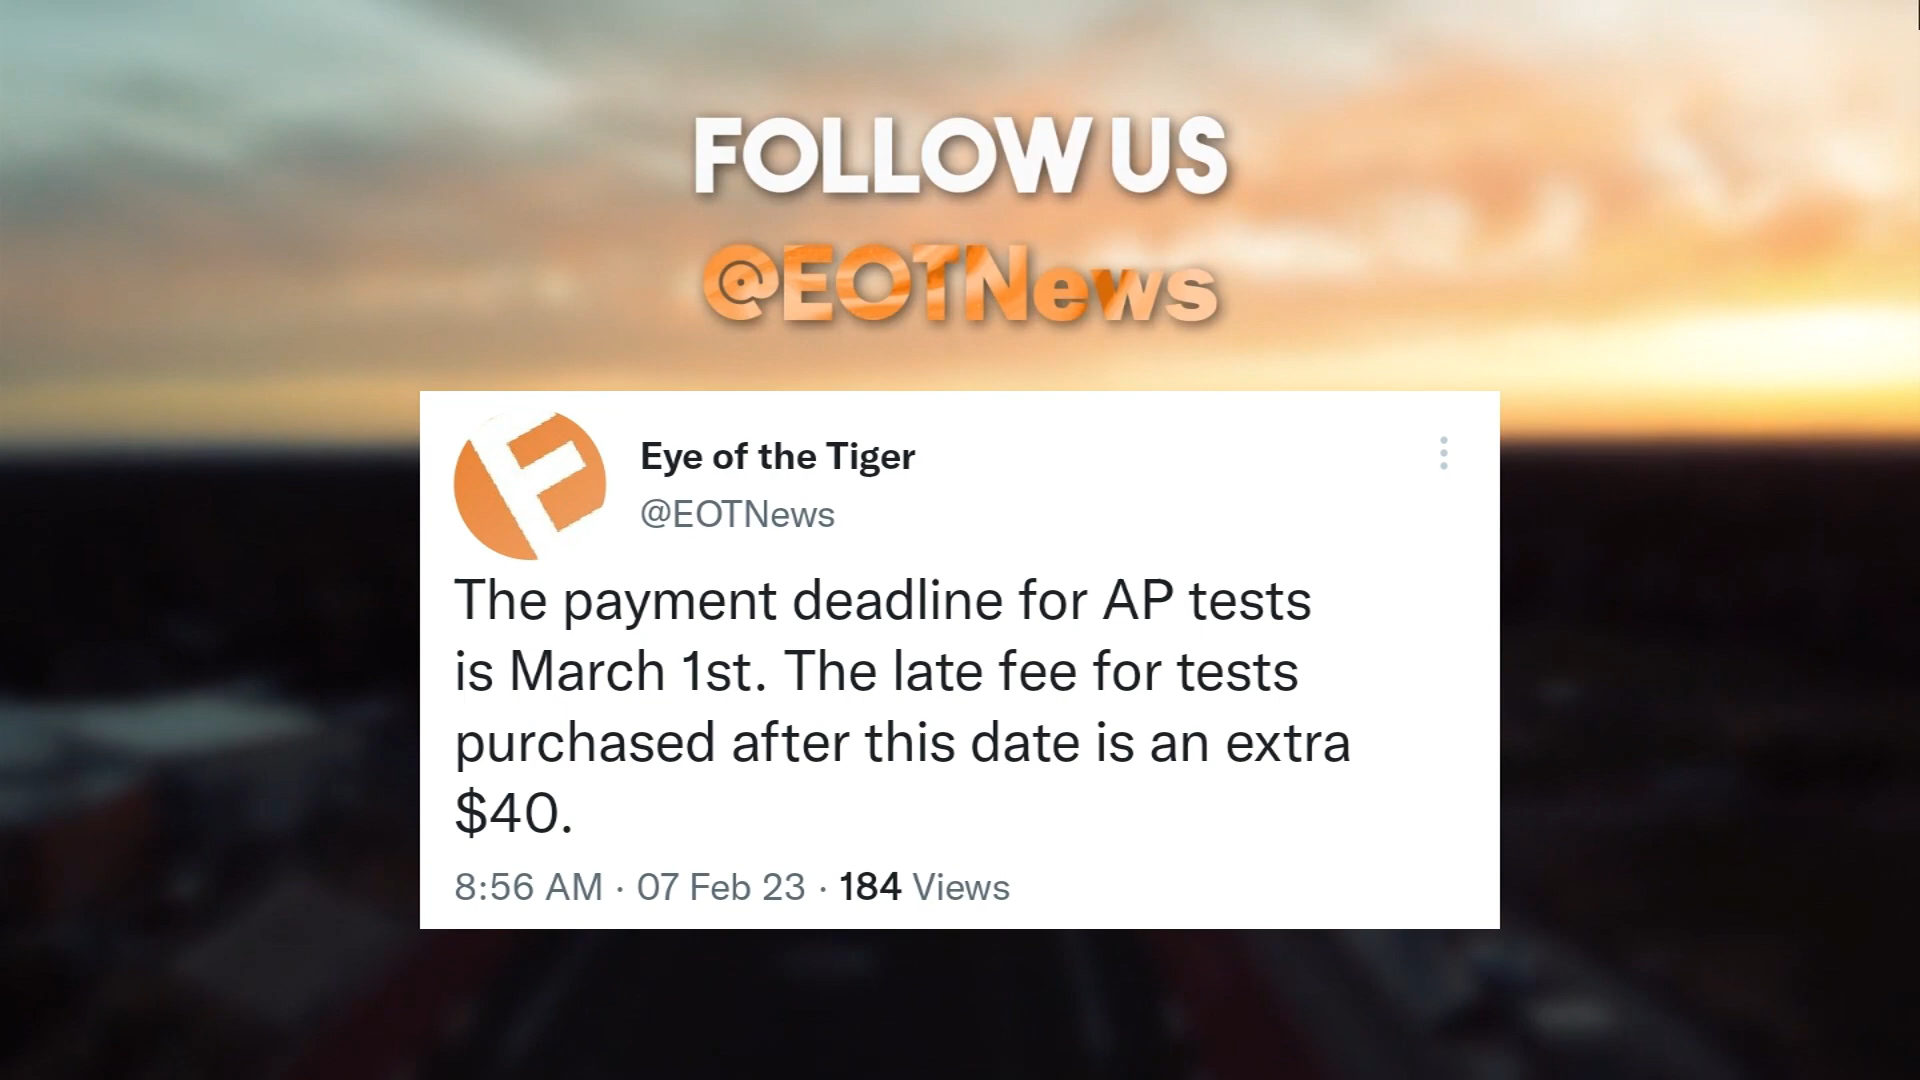 FOLLOW US
@EOTNews
Eye of the Tiger
@EOTNews
The payment deadline for AP tests
is March 1st. The late fee for tests
purchased after this date is an extra
$40.
8:56 AM · 07 Feb 23 · 184 Views